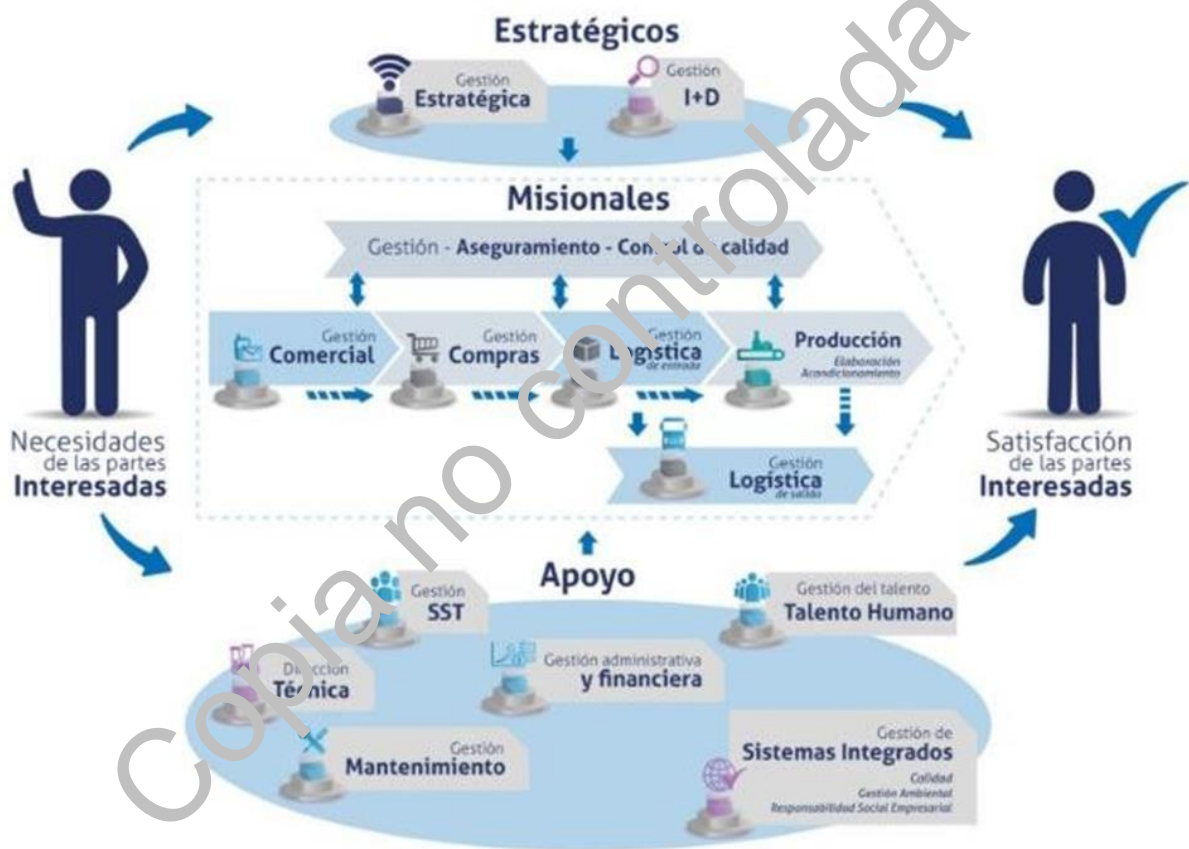 Estratégicos
Gestión
Estratégica
Gestión
I+D
Misionales
Gestión - Aseguramiento - Control de calidad
Gestión
Comercial
Gestión
Compras
Gestión
Logística
de entrada
Producción
Elaboración
Acondicionamiento
Gestión
Logística
de salida
Necesidades
de las partes
Interesadas
Satisfacción
de las partes
Interesadas
Apoyo
Gestión
SST
Gestión del talento
Talento Humano
Dirección
Técnica
Gestión administrativa
y financiera
Gestión
Mantenimiento
Gestión de
Sistemas Integrados
Calidad
Gestión Ambiental
Responsabilidad Social Empresarial
Copia no controlada